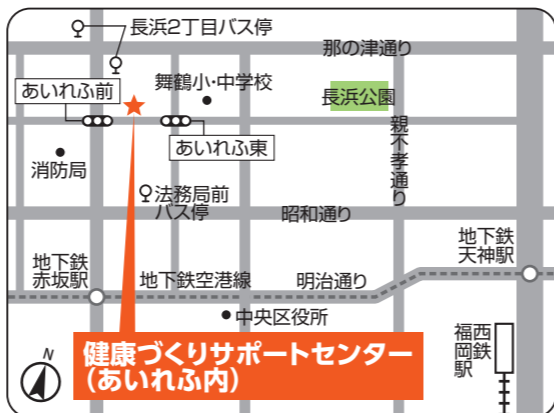 長浜2丁目バス停
那の津通り
舞鶴小・中学校
長浜公園
あいれふ前
あいれふ東
親不孝通り
消防局
法務局前
バス停
昭和通り
地下鉄
赤坂駅
地下鉄空港線
明治通り
地下鉄
天神駅
中央区役所
健康づくりサポートセンター
(あいれふ内)
西鉄
福岡駅
N